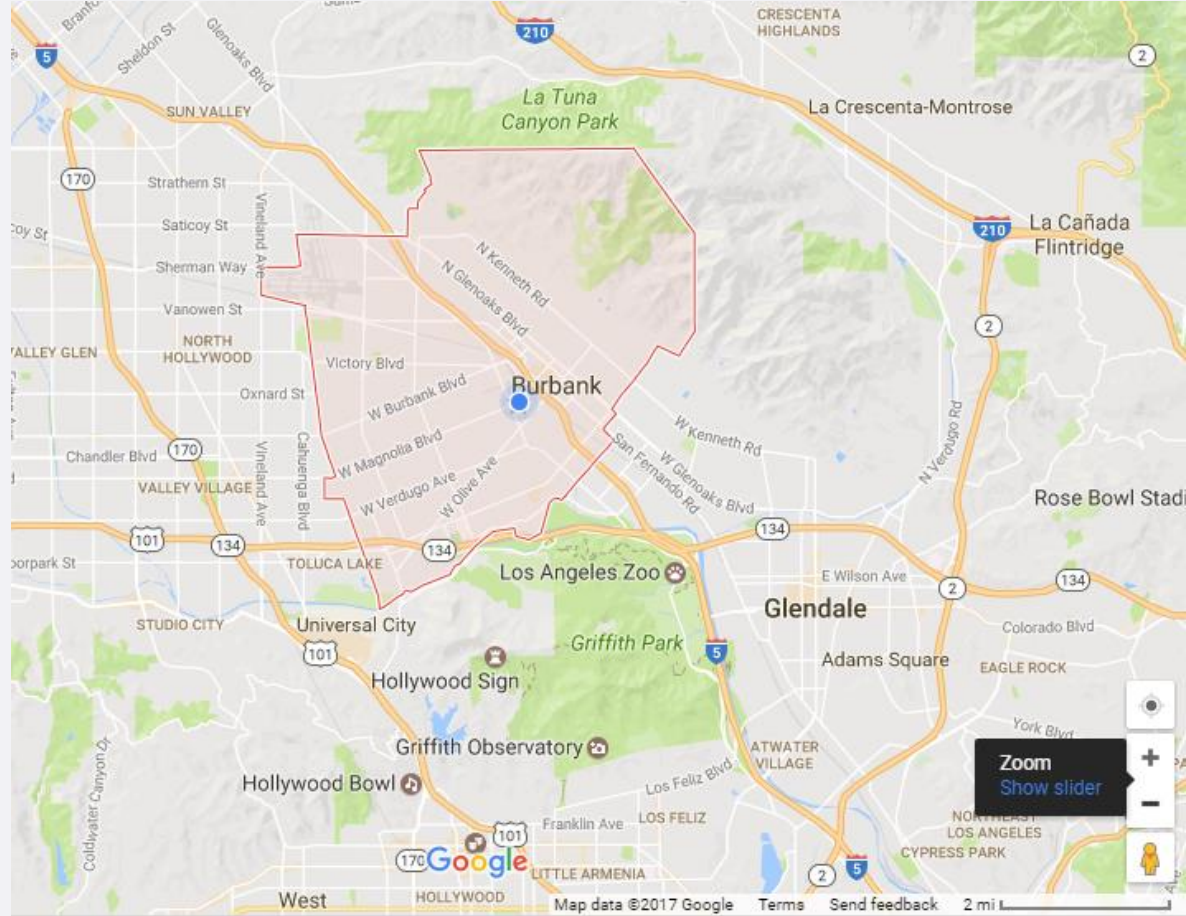 CRESCENTA
HIGHLANDS
210
5
Sheldon St
Glenoaks Blvd
2
La Tuna
Canyon Park
La Crescenta-Montrose
SUN VALLEY
170
Strathern St
Vineland Ave
Saticoy St
oy St
210
La Cañada
Flintridge
Sherman Way
N Kenneth Rd
N Glenoaks Blvd
Vanowen St
2
NORTH
HOLLYWOOD
ALLEY GLEN
Victory Blvd
Burbank
W Burbank Blvd
Oxnard St
W Kenneth Rd
N Verdugo Rd
170
Vineland Ave
Cahuenga Blvd
W Magnolia Blvd
San Fernando Rd
W Glenoaks Blvd
Chandler Blvd
VALLEY VILLAGE
W Verdugo Ave
W Olive Ave
Rose Bowl Stadi
101
134
134
134
TOLUCA LAKE
oorpark St
Los Angeles Zoo
E Wilson Ave
2
134
STUDIO CITY
Universal City
Glendale
Colorado Blvd
101
Griffith Park
5
Adams Square
EAGLE ROCK
Hollywood Sign
York Blvd
Griffith Observatory
ATWATER
VILLAGE
Zoom
Show slider
Coldwater Canyon Dr
Hollywood Bowl
Los Feliz Blvd
LOS FELIZ
Franklin Ave
101
NORTHEAST
LOS ANGELES
CYPRESS PARK
170
Google
LITTLE ARMENIA
2
5
West
HOLLYWOOD
Map data ©2017 Google
Terms
Send feedback
2 mi